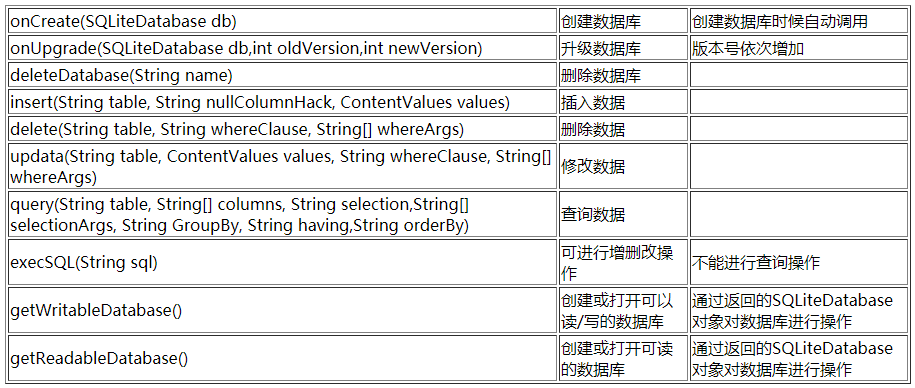 onCreate(SQLiteDatabase db) 创建数据库 创建数据库时候自动调用
onUpgrade(SQLiteDatabase db,int oldVersion,int newVersion) 升级数据库 版本号依次增加
deleteDatabase(String name) 删除数据库
insert(String table, String nullColumnHack, ContentValues values) 插入数据
delete(String table, String whereClause, String[] whereArgs) 删除数据
updata(String table, ContentValues values, String whereClause, String[]
whereArgs)
修改数据
query(String table, String[] columns, String selection,String[]
selectionArgs, String GroupBy, String having,String orderBy)
查询数据
execSQL(String sql)
可进行增删改操
作
不能进行查询操作
getWritableDatabase()
创建或打开可以
读/写的数据库
通过返回的SQLiteDatabase
对象对数据库进行操作
getReadableDatabase()
创建或打开可读
的数据库
通过返回的SQLiteDatabase
对象对数据库进行操作